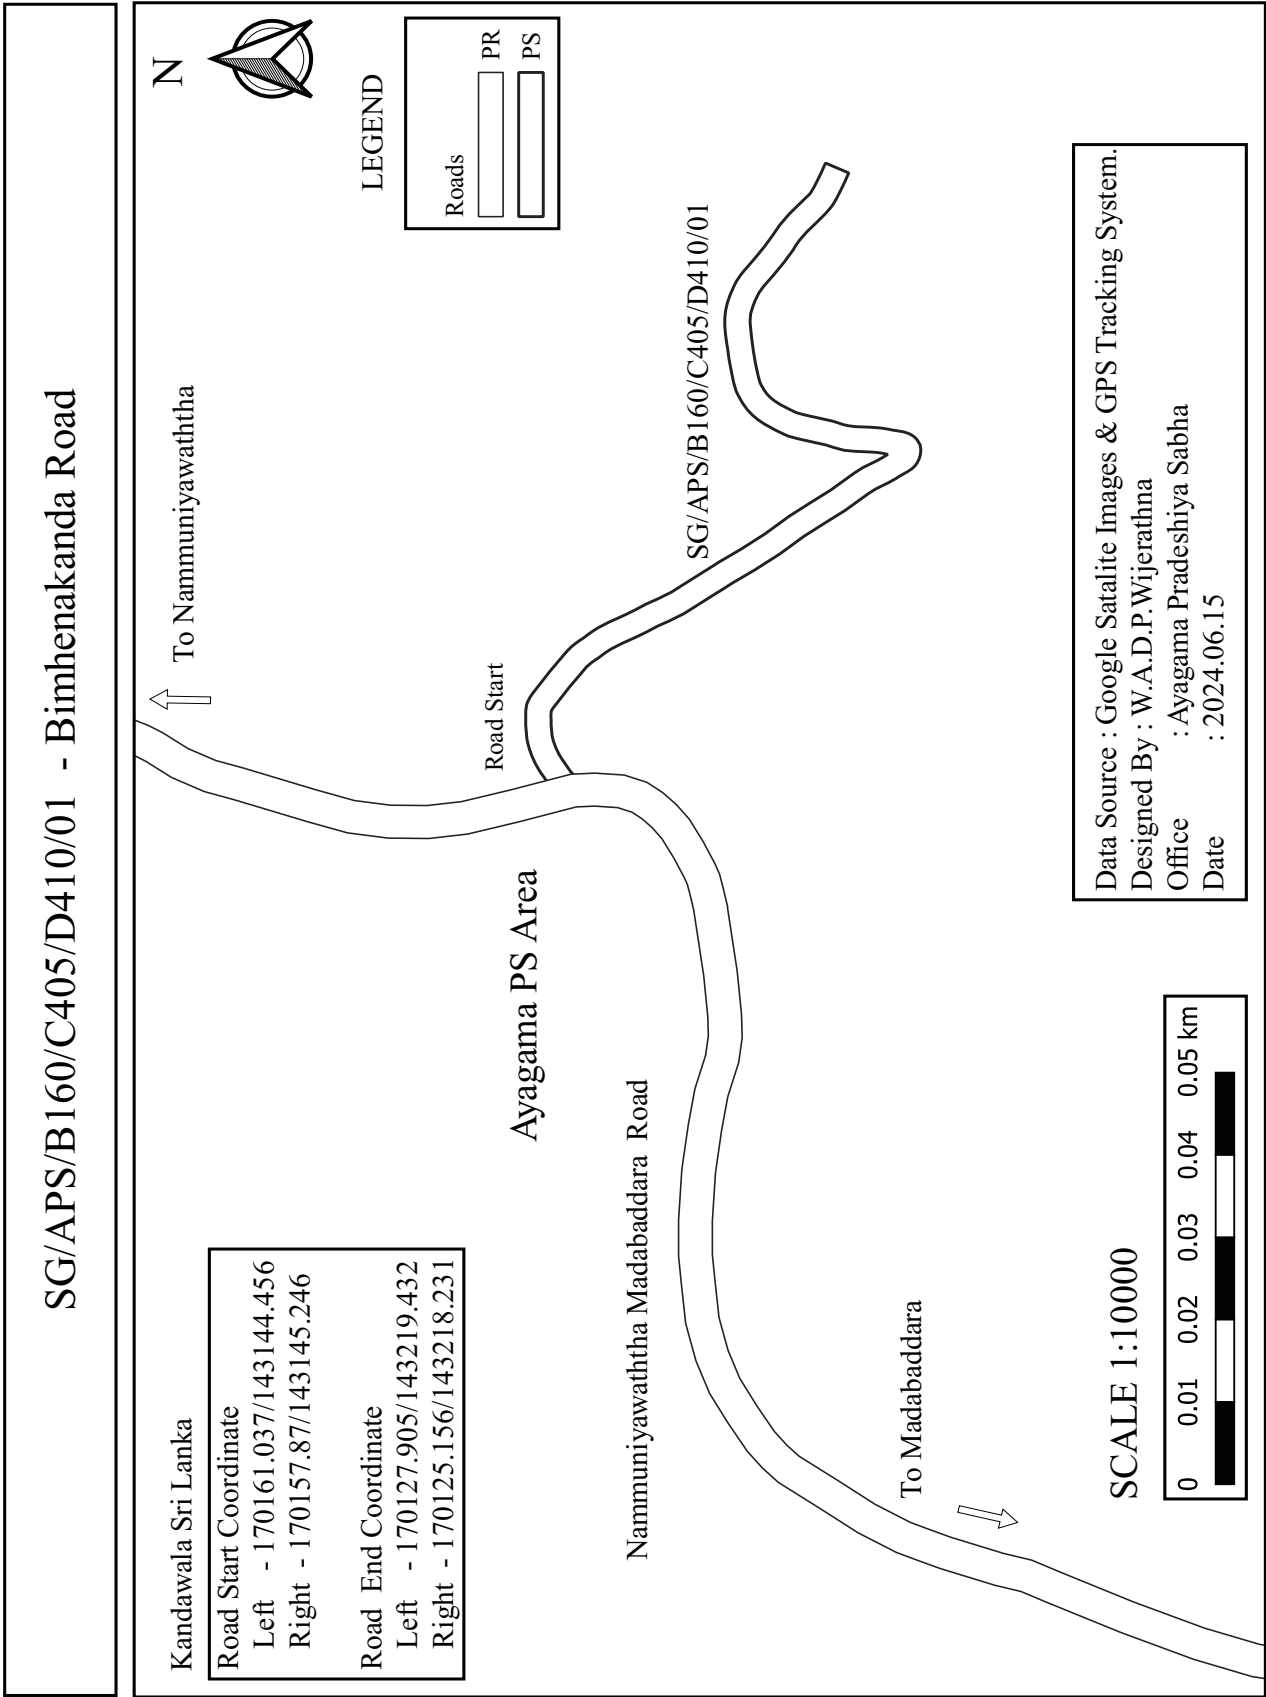 SG/APS/B160/C405/D410/01 - Bimhenakanda Road
N
LEGEND
Roads
PR
PS
To Nammuniyawaththa
Kandawala Sri Lanka
Road Start Coordinate
Left - 170161.037/143144.456
Right - 170157.87/143145.246
Road End Coordinate
Left - 170127.905/143219.432
Right - 170125.156/143218.231
Road Start
Ayagama PS Area
SG/APS/B160/C405/D410/01
Nammuniyawaththa Madabaddara Road
To Madabaddara
SCALE 1:10000
0 0.01 0.02 0.03 0.04 0.05 km
Data Source : Google Satalite Images & GPS Tracking System.
Designed By : W.A.D.P.Wijerathna
Office : Ayagama Pradeshiya Sabha
Date : 2024.06.15